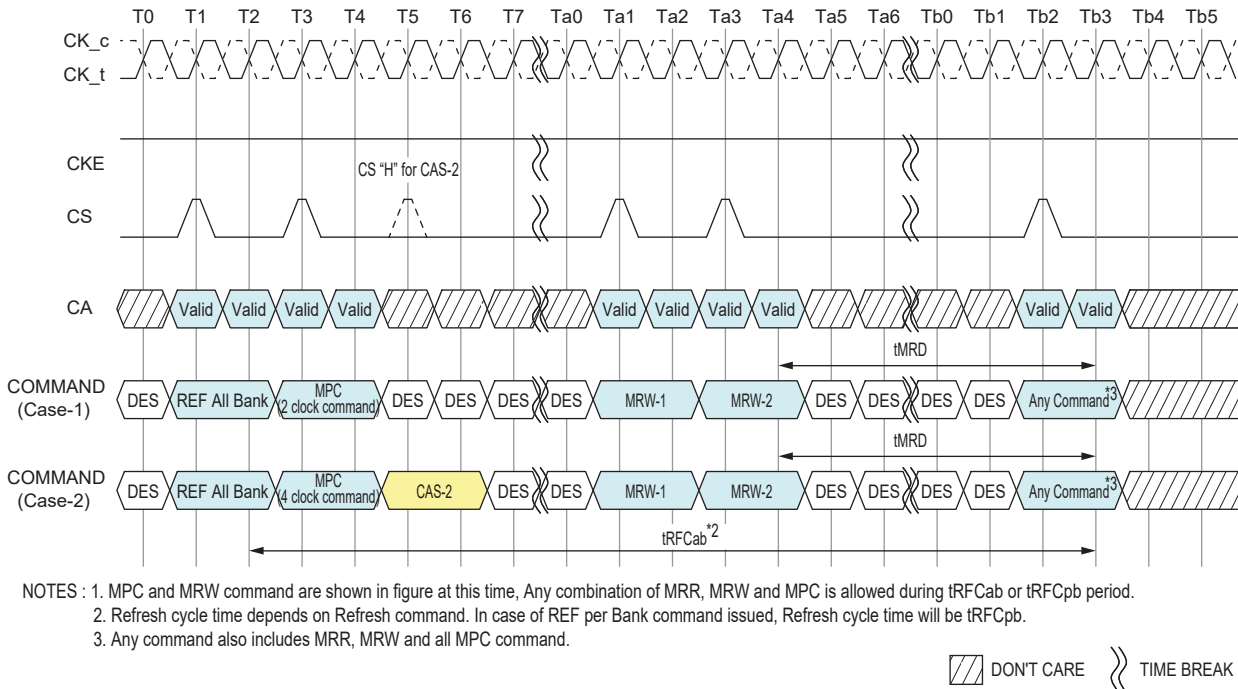 T0 T1 T2 T3 T4 T5 T6 T7 Ta0 Ta1 Ta2 Ta3 Ta4 Ta5 Ta6 Tb0 Tb1 Tb2 Tb3 Tb4 Tb5
CK_c
CK_t
CKE
CS “H” for CAS-2
CS
CA Valid Valid Valid Valid Valid Valid Valid Valid Valid Valid
tMRD
COMMAND
(Case-1)
DES REF All Bank MPC (2 clock command) DES DES DES DES MRW-1 MRW-2 DES DES DES DES Any Command*3
tMRD
COMMAND
(Case-2)
DES REF All Bank MPC (4 clock command) CAS-2 DES DES MRW-1 MRW-2 DES DES DES DES Any Command*3
tRFCab*2
NOTES : 1. MPC and MRW command are shown in figure at this time, Any combination of MRR, MRW and MPC is allowed during tRFCab or tRFCpb period.
2. Refresh cycle time depends on Refresh command. In case of REF per Bank command issued, Refresh cycle time will be tRFCpb.
3. Any command also includes MRR, MRW and all MPC command.
DON'T CARE TIME BREAK